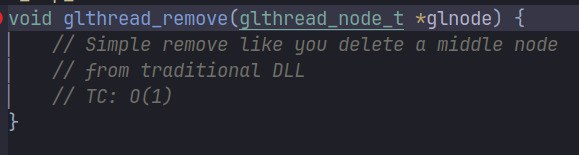 void glthread_remove(glthread_node_t *glnode) {
// Simple remove like you delete a middle node
// from traditional DLL
// TC: O(1)
}